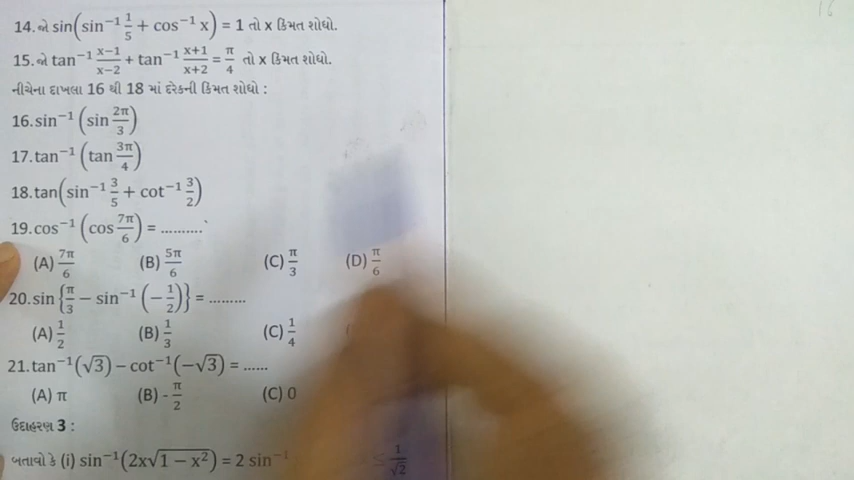 14. જો sin(sin⁻¹ 1/5 + cos⁻¹ x) = 1 તો x કિંમત શોધો.
15. જો tan⁻¹ (x−1)/(x−2) + tan⁻¹ (x+1)/(x+2) = π/4 તો x કિંમત શોધો.
નીચેના દાખલા 16 થી 18 માં દરેકની કિંમત શોધો :
16. sin⁻¹ (sin 2π/3)
17. tan⁻¹ (tan 3π/4)
18. tan(sin⁻¹ 3/5 + cot⁻¹ 3/2)
19. cos⁻¹ (cos 7π/6) = ..........
(A) 7π/6 (B) 5π/6 (C) π/3 (D) π/6
20. sin {π/3 − sin⁻¹ (−1/2)} = .........
(A) 1/2 (B) 1/3 (C) 1/4
21. tan⁻¹(√3) − cot⁻¹(−√3) = ......
(A) π (B) - π/2 (C) 0
ઉદાહરણ 3 :
બતાવો કે (i) sin⁻¹(2x√1 − x²) = 2 sin⁻¹ ≤ 1/√2